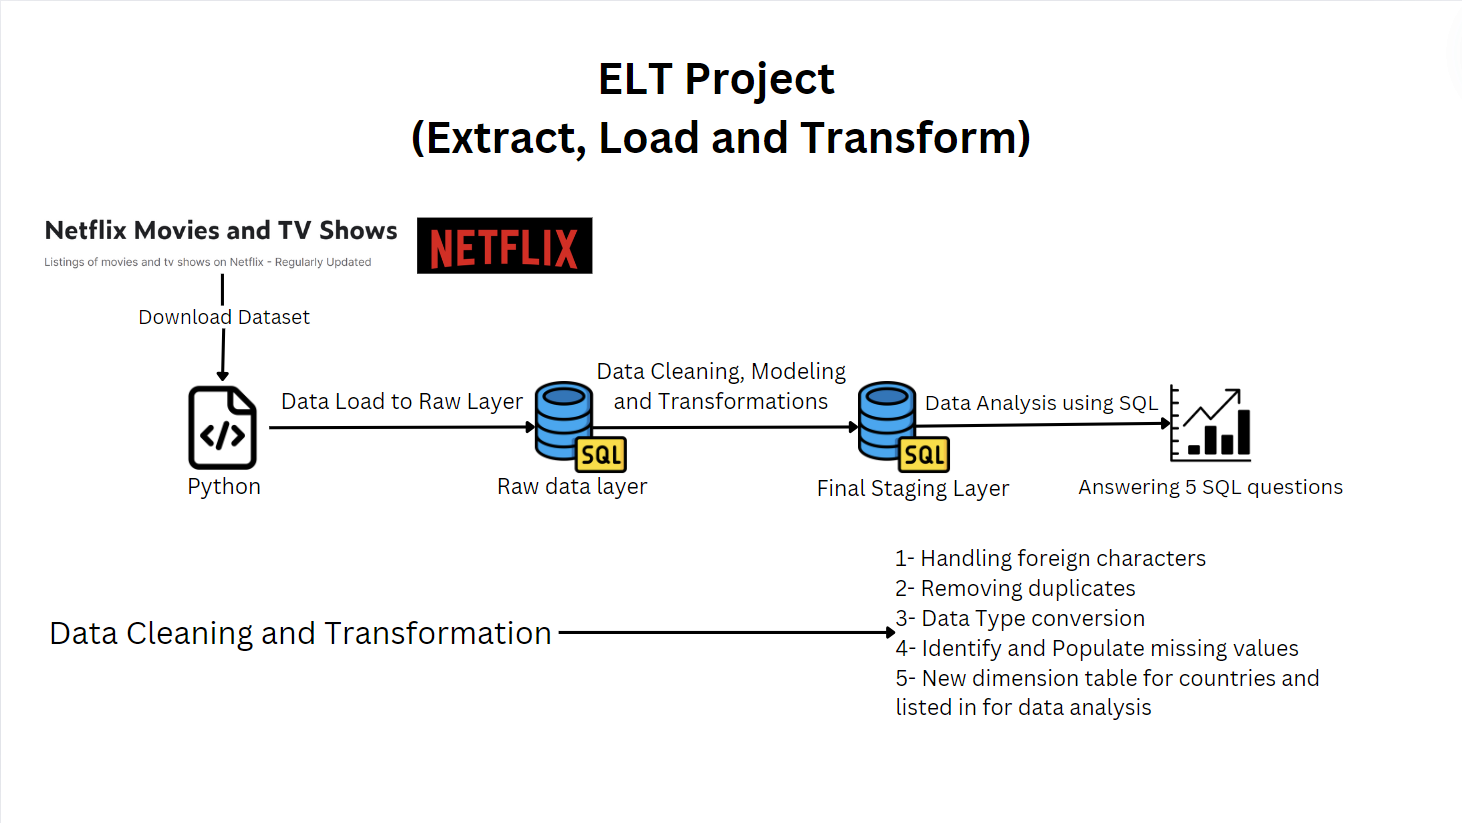 ELT Project
(Extract, Load and Transform)
Netflix Movies and TV Shows
NETFLIX
Listings of movies and tv shows on Netflix - Regularly Updated
Download Dataset
Data Cleaning, Modeling
and Transformations
Data Load to Raw Layer
Data Analysis using SQL
</>
SQL
SQL
Python
Raw data layer
Final Staging Layer
Answering 5 SQL questions
1- Handling foreign characters
2- Removing duplicates
3- Data Type conversion
Data Cleaning and Transformation
4- Identify and Populate missing values
5- New dimension table for countries and
listed in for data analysis